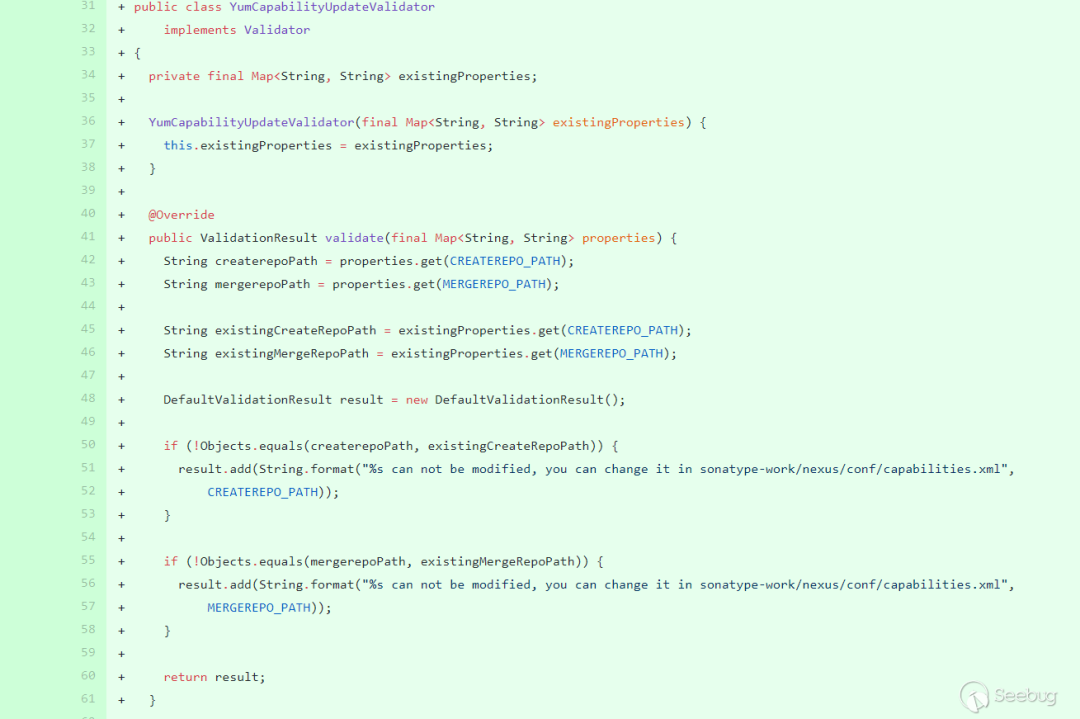 31 + public class YumCapabilityUpdateValidator
32 + implements Validator
33 + {
34 + private final Map<String, String> existingProperties;
35 +
36 + YumCapabilityUpdateValidator(final Map<String, String> existingProperties) {
37 + this.existingProperties = existingProperties;
38 + }
39 +
40 + @Override
41 + public ValidationResult validate(final Map<String, String> properties) {
42 + String createrepoPath = properties.get(CREATEREPO_PATH);
43 + String mergerepoPath = properties.get(MERGEREPO_PATH);
44 +
45 + String existingCreateRepoPath = existingProperties.get(CREATEREPO_PATH);
46 + String existingMergeRepoPath = existingProperties.get(MERGEREPO_PATH);
47 +
48 + DefaultValidationResult result = new DefaultValidationResult();
49 +
50 + if (!Objects.equals(createrepoPath, existingCreateRepoPath)) {
51 + result.add(String.format("%s can not be modified, you can change it in sonatype-work/nexus/conf/capabilities.xml",
52 + CREATEREPO_PATH));
53 + }
54 +
55 + if (!Objects.equals(mergerepoPath, existingMergeRepoPath)) {
56 + result.add(String.format("%s can not be modified, you can change it in sonatype-work/nexus/conf/capabilities.xml",
57 + MERGEREPO_PATH));
58 + }
59 +
60 + return result;
61 + }
Seebug